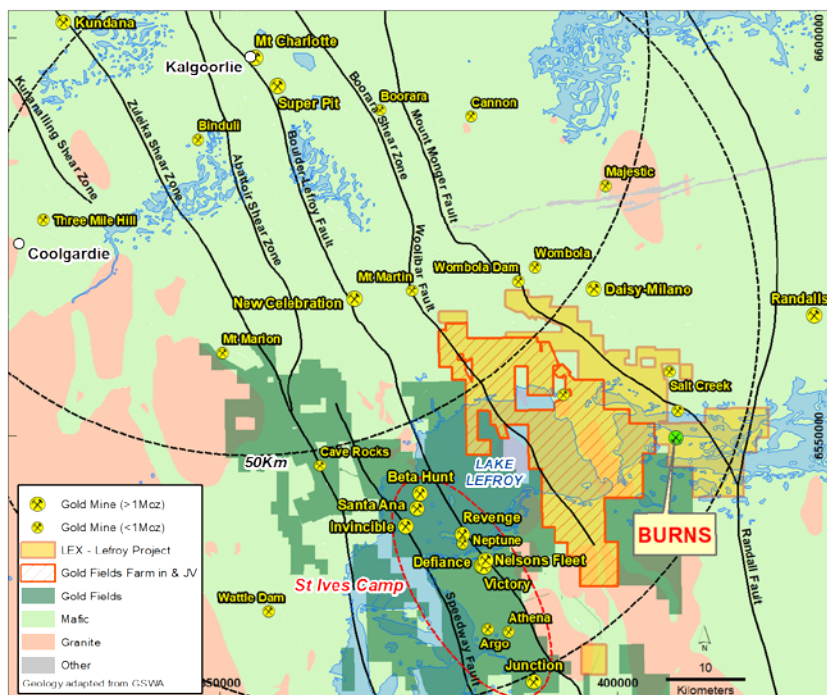 Kundana
Mt Charlotte
Kalgoorlie
Super Pit
Boorara
Cannon
Binduli
Kunanalling Shear Zone
Zuleika Shear Zone
Abattoir Shear Zone
Boulder-Lefroy Fault
Boorara Shear Zone
Mount Monger Fault
6600000
Majestic
Three Mile Hill
Coolgardie
Woolibar Fault
Wombola
Mt Martin
Wombola Dam
Daisy-Milano
New Celebration
Randalls
Mt Marion
Salt Creek
6550000
50Km
Cave Rocks
LAKE
LEFROY
Beta Hunt
Santa Ana
Invincible
Revenge
Neptune
BURNS
Defiance
Nelsons Fleet
Victory
St Ives Camp
Randall Fault
Speedway Fault
Wattle Dam
Athena
Argo
Junction
Gold Mine (>1Moz)
Gold Mine (<1Moz)
LEX - Lefroy Project
Gold Fields Farm in & JV
Gold Fields
Mafic
Granite
Other
Geology adapted from GSWA
350000
400000
N
10
Kilometers